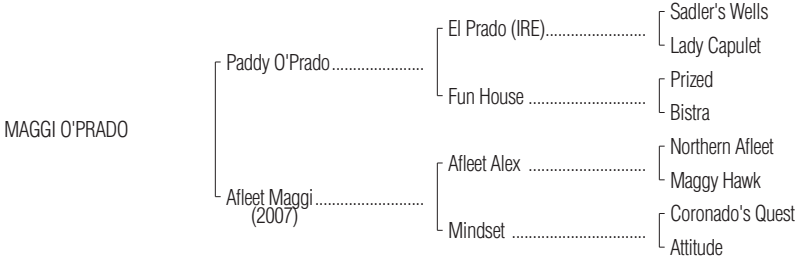 Sadler's Wells
El Prado (IRE)........................
Lady Capulet
Paddy O'Prado......................
Prized
Fun House ............................
Bistra
MAGGI O'PRADO
Northern Afleet
Afleet Alex ............................
Maggy Hawk
Afleet Maggi..........................
(2007)
Coronado's Quest
Mindset ................................
Attitude